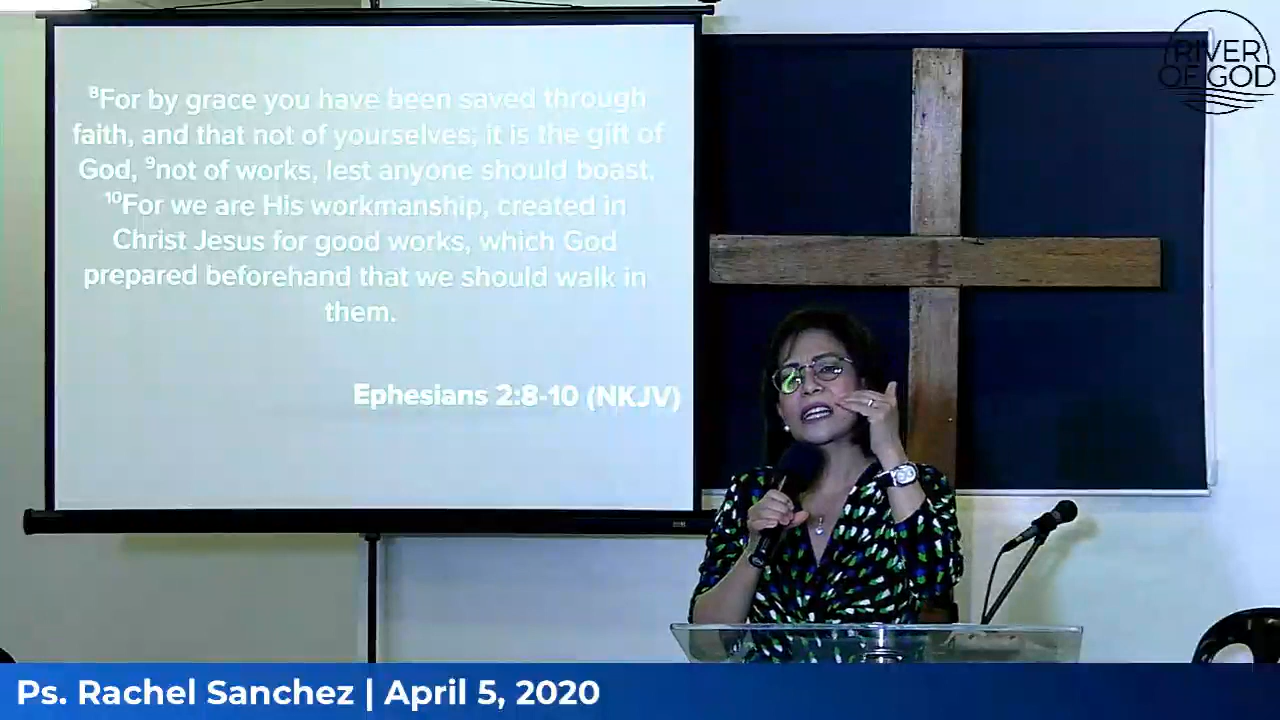 ⁸For by grace you have been saved through
faith, and that not of yourselves; it is the gift of
God, ⁹not of works, lest anyone should boast.
¹⁰For we are His workmanship, created in
Christ Jesus for good works, which God
prepared beforehand that we should walk in
them.
Ephesians 2:8-10 (NKJV)
RIVER
OF GOD
Ps. Rachel Sanchez | April 5, 2020